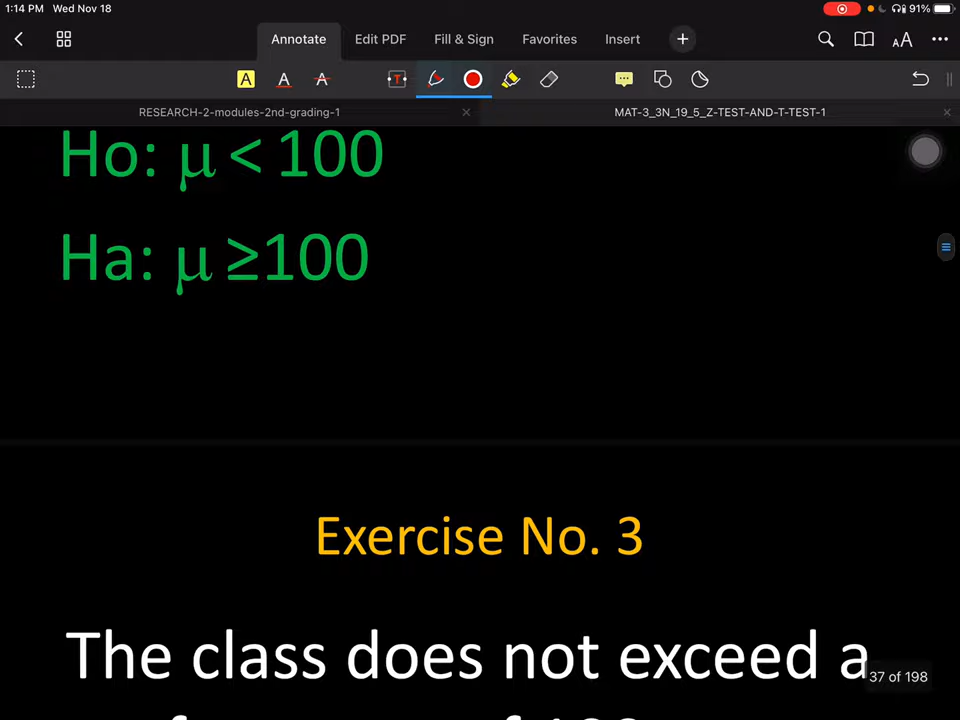 1:14 PM Wed Nov 18
91%
Annotate Edit PDF Fill & Sign Favorites Insert
AA
A A A T
RESEARCH-2-modules-2nd-grading-1
MAT-3_3N_19_5_Z-TEST-AND-T-TEST-1
Ho: μ < 100
Ha: μ ≥100
Exercise No. 3
The class does not exceed a
37 of 198